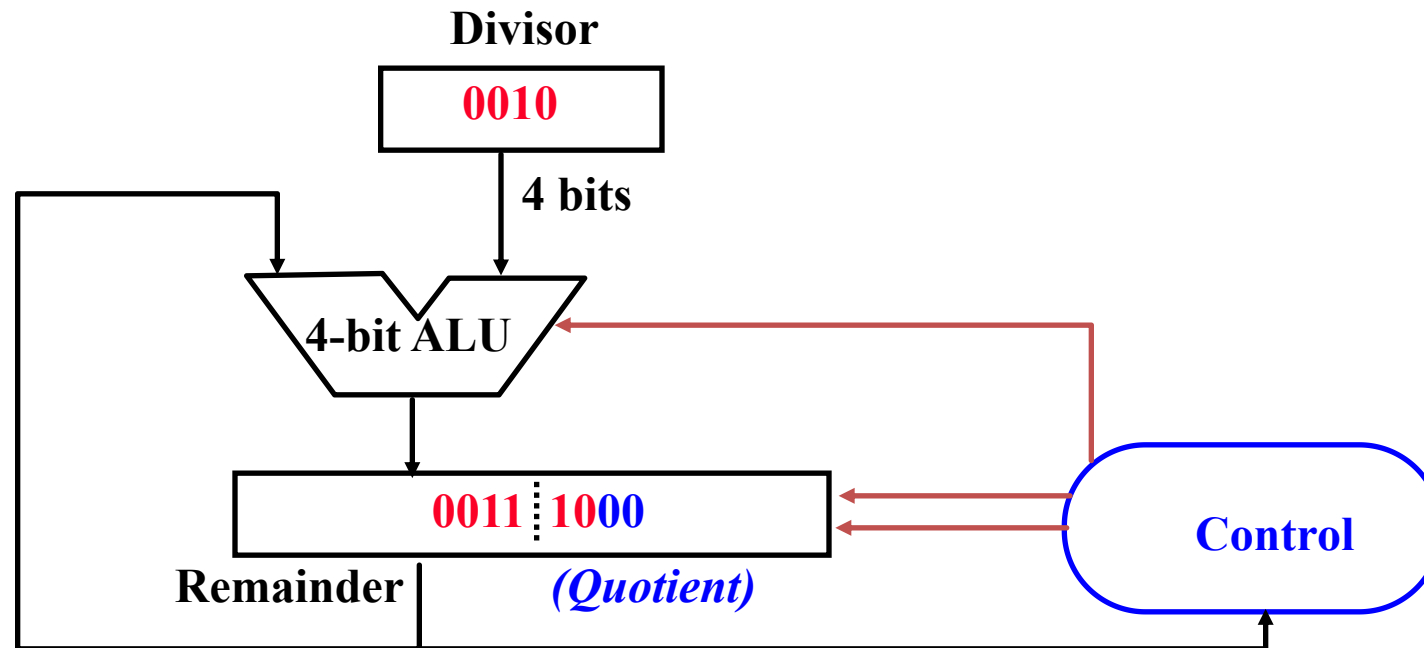 Divisor
0010
4 bits
4-bit ALU
0011 1000
Control
Remainder (Quotient)